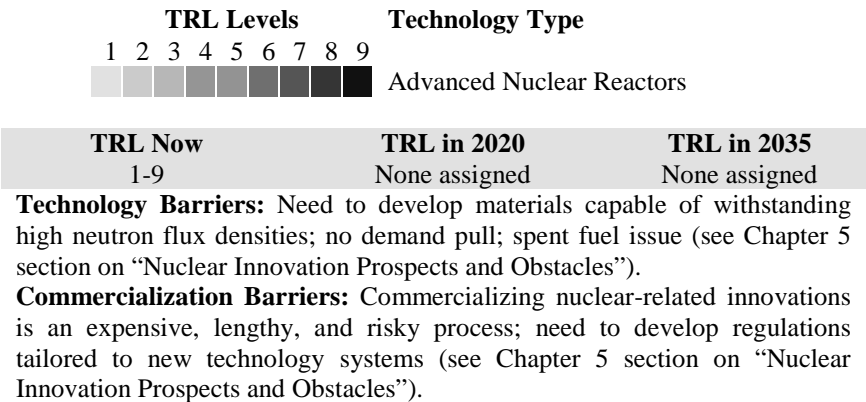 TRL Levels Technology Type
1 2 3 4 5 6 7 8 9
Advanced Nuclear Reactors
TRL Now TRL in 2020 TRL in 2035
1-9 None assigned None assigned
Technology Barriers: Need to develop materials capable of withstanding
high neutron flux densities; no demand pull; spent fuel issue (see Chapter 5
section on “Nuclear Innovation Prospects and Obstacles”).
Commercialization Barriers: Commercializing nuclear-related innovations
is an expensive, lengthy, and risky process; need to develop regulations
tailored to new technology systems (see Chapter 5 section on “Nuclear
Innovation Prospects and Obstacles”).